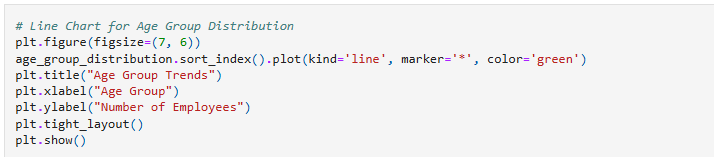 # Line Chart for Age Group Distribution
plt.figure(figsize=(7, 6))
age_group_distribution.sort_index().plot(kind='line', marker='*', color='green')
plt.title("Age Group Trends")
plt.xlabel("Age Group")
plt.ylabel("Number of Employees")
plt.tight_layout()
plt.show()